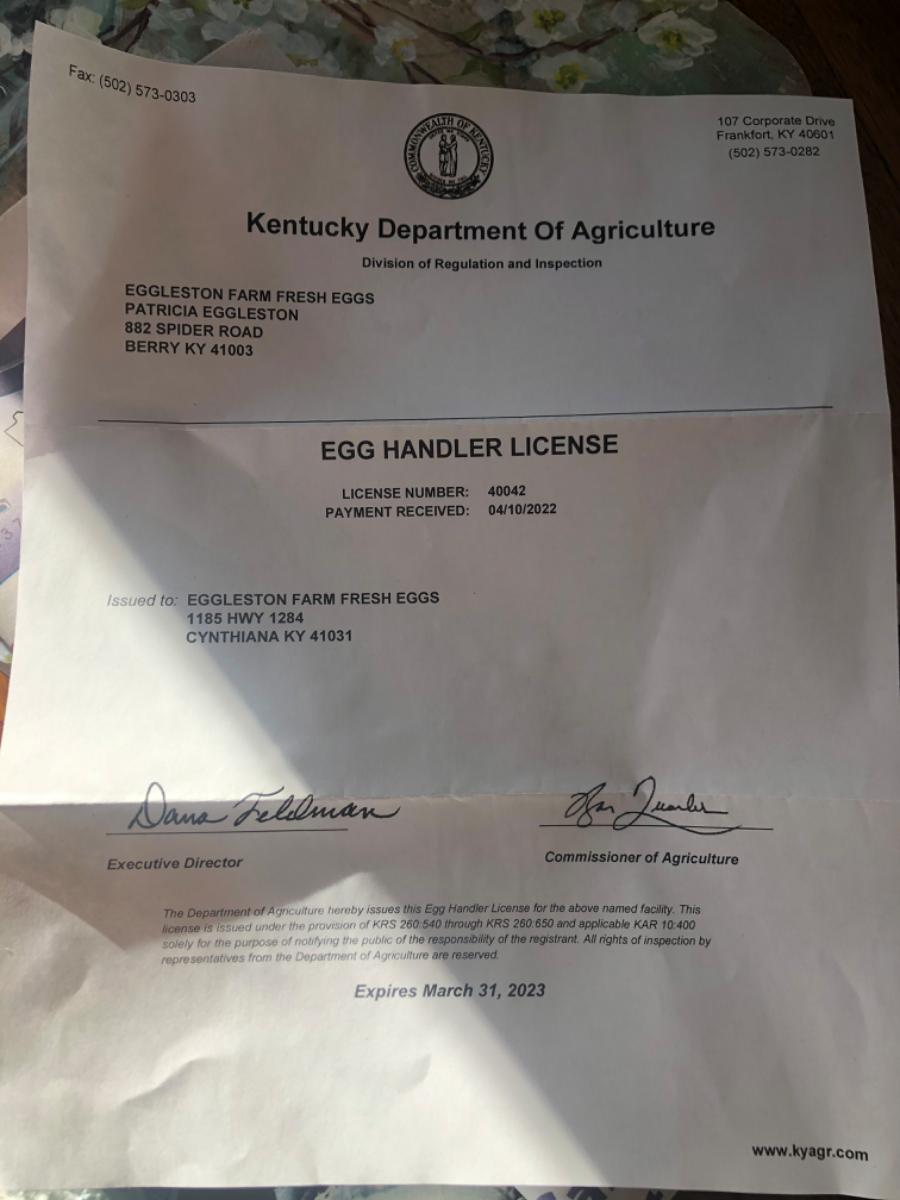 Fax: (502) 573-0303
107 Corporate Drive
Frankfort, KY 40601
(502) 573-0282
COMMONWEALTH OF KENTUCKY
Kentucky Department Of Agriculture
Division of Regulation and Inspection
EGGLESTON FARM FRESH EGGS
PATRICIA EGGLESTON
882 SPIDER ROAD
BERRY KY 41003
EGG HANDLER LICENSE
LICENSE NUMBER: 40042
PAYMENT RECEIVED: 04/10/2022
Issued to: EGGLESTON FARM FRESH EGGS
1185 HWY 1284
CYNTHIANA KY 41031
Dana Feldman
Executive Director
Commissioner of Agriculture
The Department of Agriculture hereby issues this Egg Handler License for the above named facility. This
license is issued under the provision of KRS 260.540 through KRS 260.650 and applicable KAR 10:400
solely for the purpose of notifying the public of the responsibility of the registrant. All rights of inspection by
representatives from the Department of Agriculture are reserved.
Expires March 31, 2023
www.kyagr.com